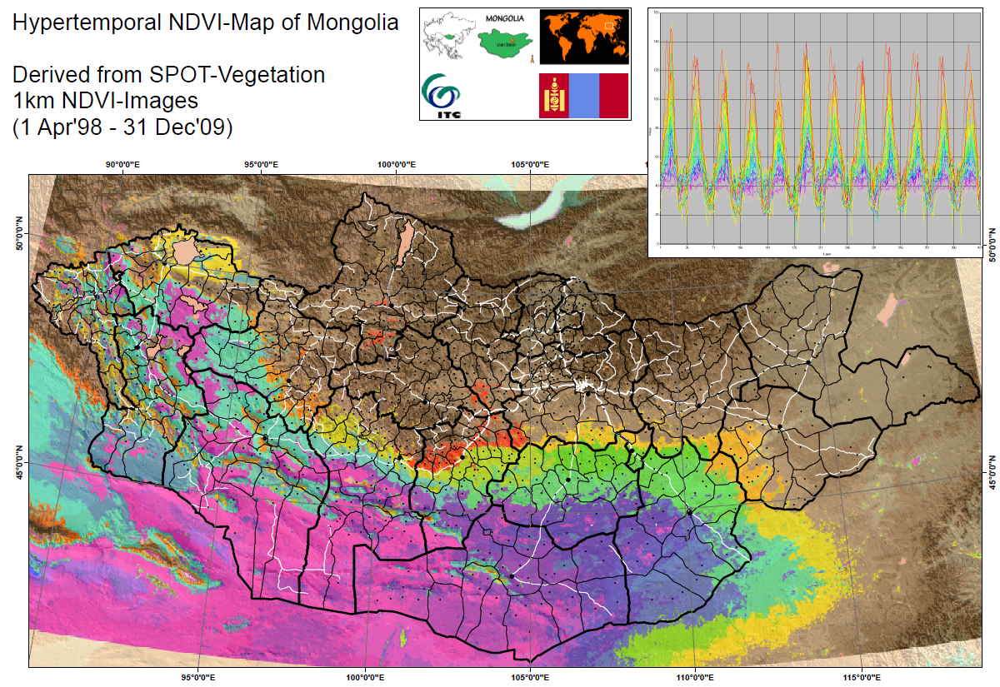 Hypertemporal NDVI-Map of Mongolia
Derived from SPOT-Vegetation
1km NDVI-Images
(1 Apr'98 - 31 Dec'09)
MONGOLIA
Ulan Bator
ITC
90°0'0"E
95°0'0"E
100°0'0"E
105°0'0"E
50°0'0"N
50°0'0"N
45°0'0"N
45°0'0"N
95°0'0"E
100°0'0"E
105°0'0"E
110°0'0"E
115°0'0"E